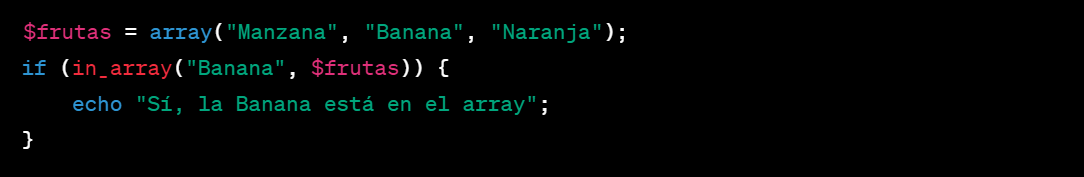 $frutas = array("Manzana", "Banana", "Naranja");
if (in_array("Banana", $frutas)) {
    echo "Sí, la Banana está en el array";
}